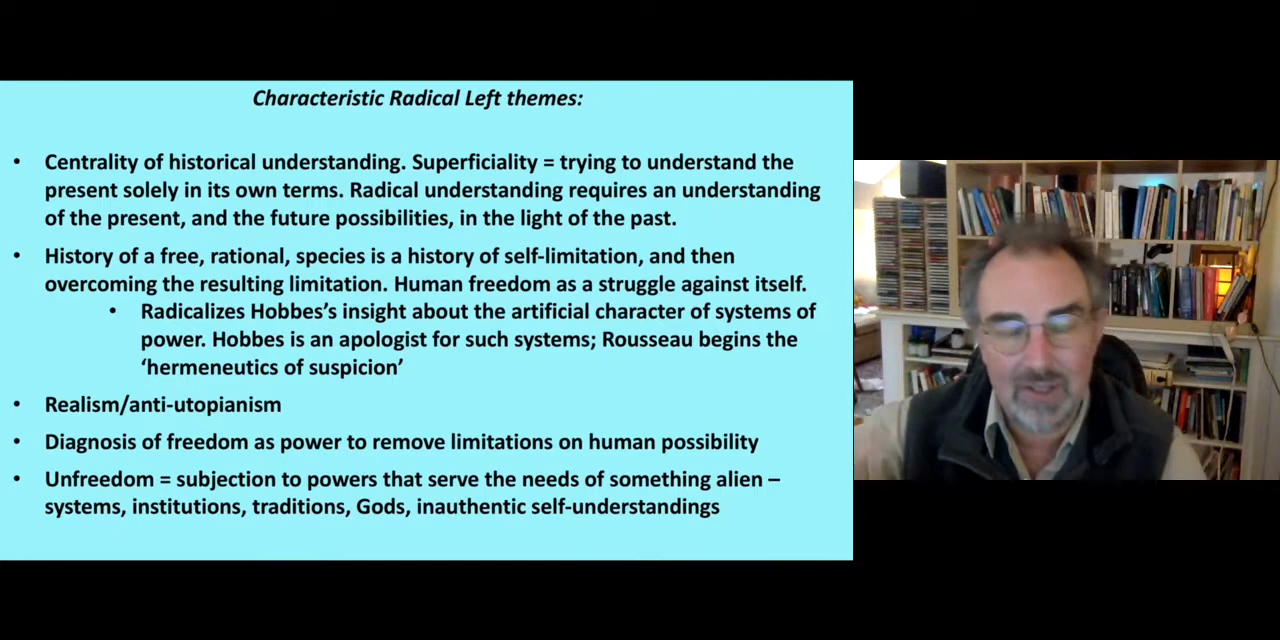 Characteristic Radical Left themes:
• Centrality of historical understanding. Superficiality = trying to understand the
present solely in its own terms. Radical understanding requires an understanding
of the present, and the future possibilities, in the light of the past.
• History of a free, rational, species is a history of self-limitation, and then
overcoming the resulting limitation. Human freedom as a struggle against itself.
• Radicalizes Hobbes’s insight about the artificial character of systems of
power. Hobbes is an apologist for such systems; Rousseau begins the
‘hermeneutics of suspicion’
• Realism/anti-utopianism
• Diagnosis of freedom as power to remove limitations on human possibility
• Unfreedom = subjection to powers that serve the needs of something alien –
systems, institutions, traditions, Gods, inauthentic self-understandings